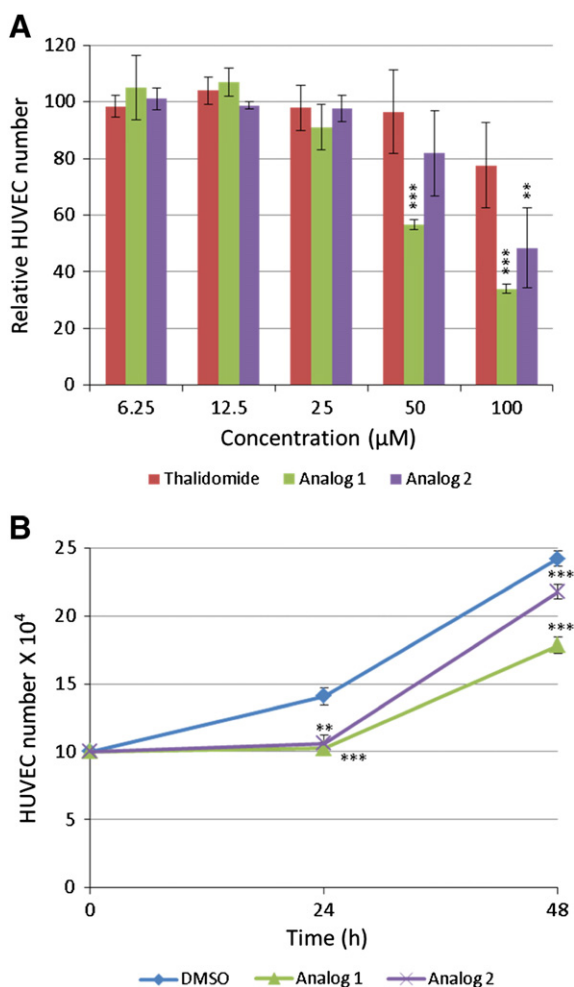 A
Relative HUVEC number
120
100
80
60
40
20
0
***
***
**
6.25 12.5 25 50 100
Concentration (µM)
Thalidomide Analog 1 Analog 2
B
HUVEC number X 10⁴
25
20
15
10
5
0
***
***
**
***
0 24 48
Time (h)
DMSO Analog 1 Analog 2